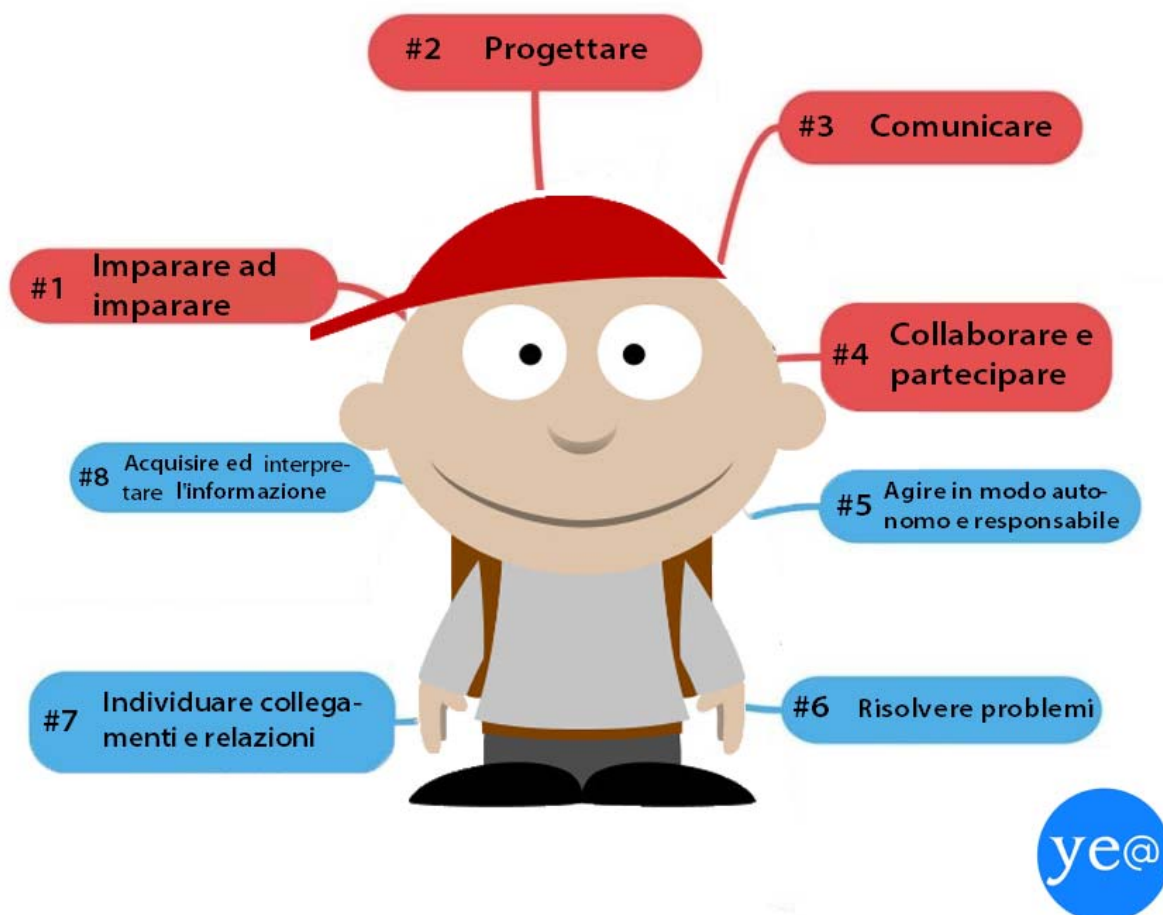 #1 Imparare ad
imparare
#2 Progettare
#3 Comunicare
#4 Collaborare e
partecipare
#5 Agire in modo auto-
nomo e responsabile
#6 Risolvere problemi
#7 Individuare collega-
menti e relazioni
#8 Acquisire ed interpre-
tare l'informazione
ye@